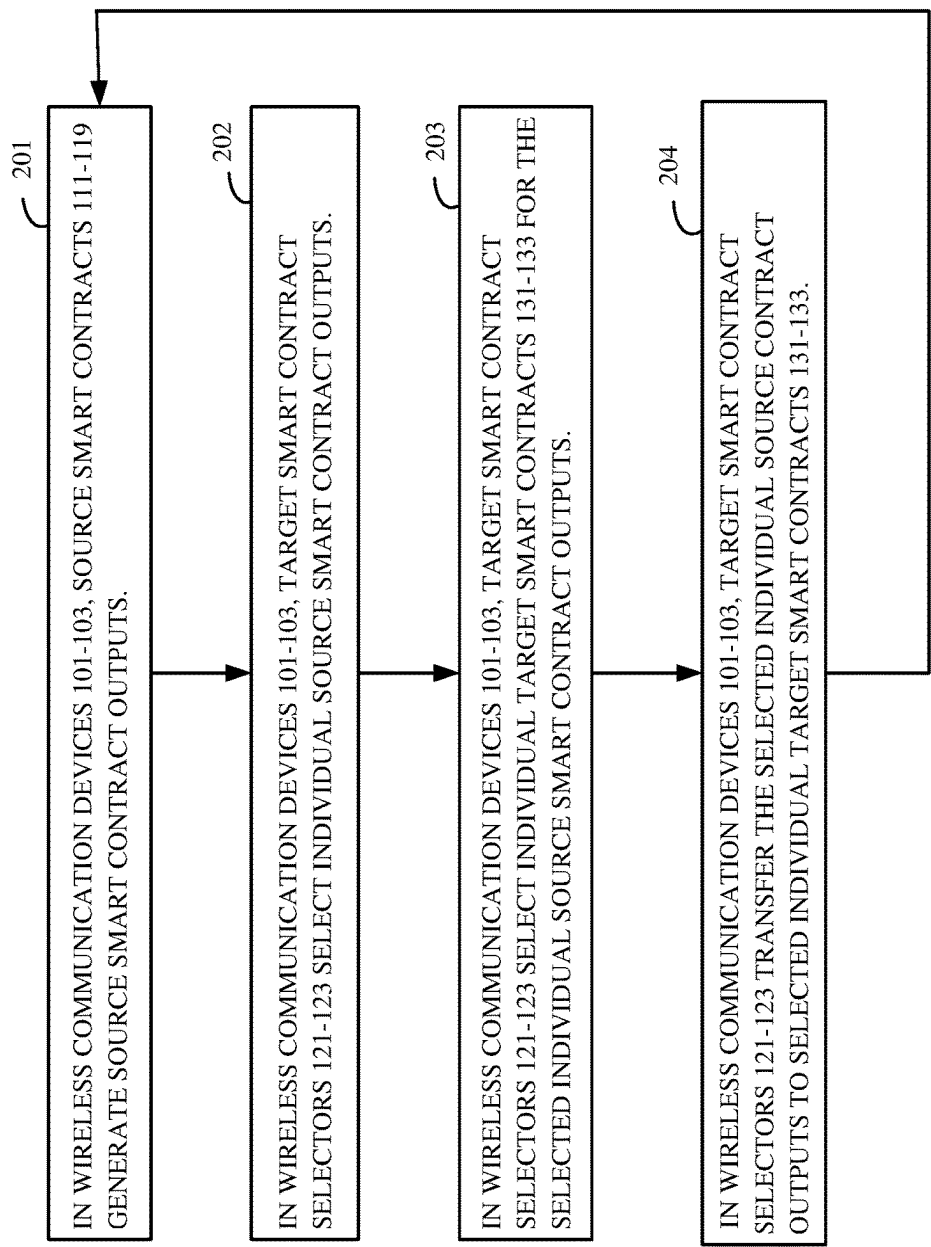 201
IN WIRELESS COMMUNICATION DEVICES 101-103, SOURCE SMART CONTRACTS 111-119
GENERATE SOURCE SMART CONTRACT OUTPUTS.
202
IN WIRELESS COMMUNICATION DEVICES 101-103, TARGET SMART CONTRACT
SELECTORS 121-123 SELECT INDIVIDUAL SOURCE SMART CONTRACT OUTPUTS.
203
IN WIRELESS COMMUNICATION DEVICES 101-103, TARGET SMART CONTRACT
SELECTORS 121-123 SELECT INDIVIDUAL TARGET SMART CONTRACTS 131-133 FOR THE
SELECTED INDIVIDUAL SOURCE SMART CONTRACT OUTPUTS.
204
IN WIRELESS COMMUNICATION DEVICES 101-103, TARGET SMART CONTRACT
SELECTORS 121-123 TRANSFER THE SELECTED INDIVIDUAL SOURCE CONTRACT
OUTPUTS TO SELECTED INDIVIDUAL TARGET SMART CONTRACTS 131-133.